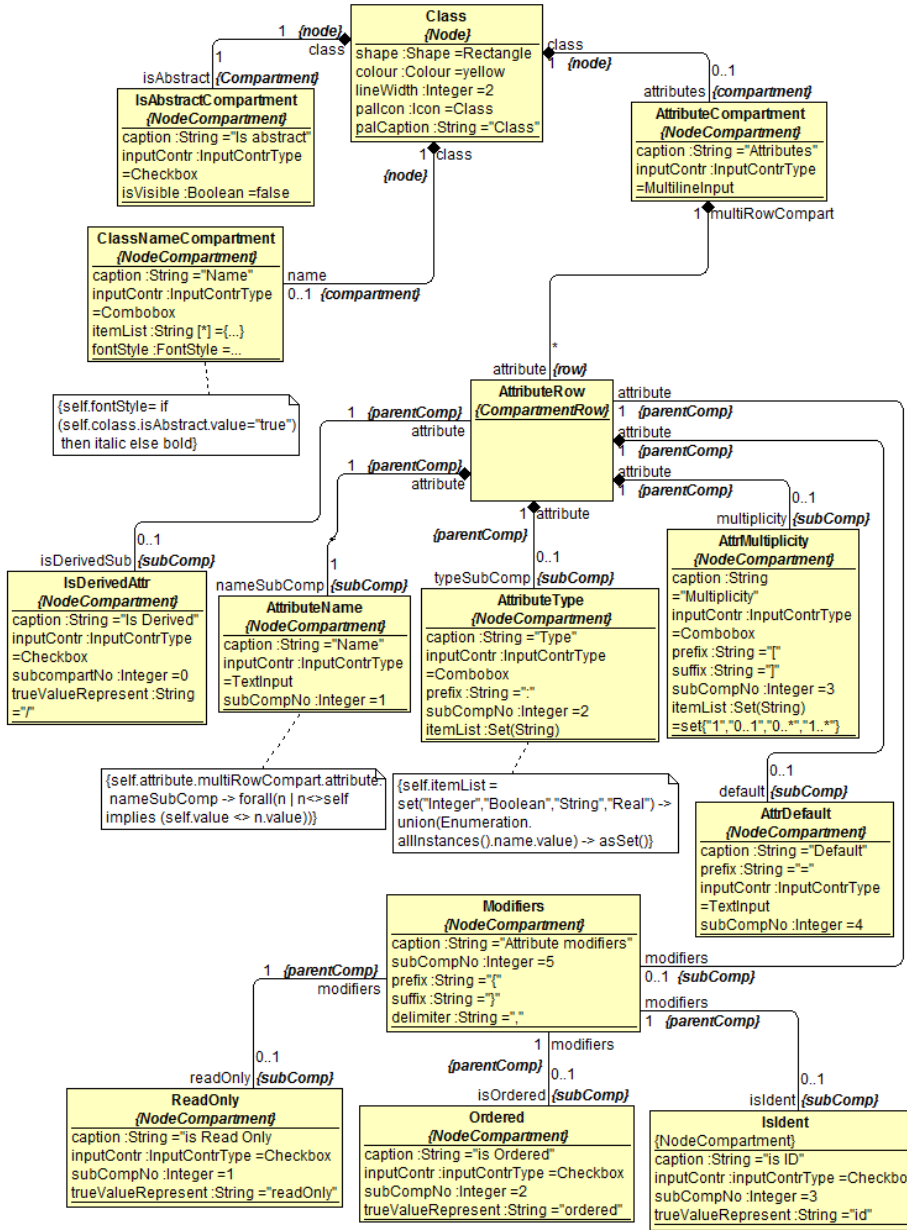 Class
{Node}
shape :Shape =Rectangle
colour :Colour =yellow
lineWidth :Integer =2
palIcon :Icon =Class
palCaption :String ="Class"
1 {node}
class
1
isAbstract {Compartment}
class
1 {node}
0..1
attributes {compartment}
IsAbstractCompartment
{NodeCompartment}
caption :String ="Is abstract"
inputContr :InputContrType
=Checkbox
isVisible :Boolean =false
AttributeCompartment
{NodeCompartment}
caption :String ="Attributes"
inputContr :InputContrType
=MultilineInput
1 class
{node}
1 multiRowCompart
ClassNameCompartment
{NodeCompartment}
caption :String ="Name"
inputContr :InputContrType
=Combobox
itemList :String [*] ={...}
fontStyle :FontStyle =...
name
0..1 {compartment}
*
attribute {row}
{self.fontStyle= if
(self.colass.isAbstract.value="true")
then italic else bold}
AttributeRow
{CompartmentRow}
1 {parentComp}
attribute
1 {parentComp}
attribute
attribute
1 {parentComp}
attribute
1 {parentComp}
attribute
1 {parentComp}
1 attribute
{parentComp}
0..1
isDerivedSub {subComp}
1
nameSubComp {subComp}
0..1
typeSubComp {subComp}
0..1
multiplicity {subComp}
IsDerivedAttr
{NodeCompartment}
caption :String ="Is Derived"
inputContr :InputContrType
=Checkbox
subcompartNo :Integer =0
trueValueRepresent :String
="/"
AttributeName
{NodeCompartment}
caption :String ="Name"
inputContr :InputContrType
=TextInput
subCompNo :Integer =1
AttributeType
{NodeCompartment}
caption :String ="Type"
inputContr :InputContrType
=Combobox
prefix :String =":"
subCompNo :Integer =2
itemList :Set(String)
AttrMultiplicity
{NodeCompartment}
caption :String
="Multiplicity"
inputContr :InputContrType
=Combobox
prefix :String ="["
suffix :String ="]"
subCompNo :Integer =3
itemList :Set(String)
=set{"1","0..1","0..*","1..*"}
{self.attribute.multiRowCompart.attribute.
nameSubComp -> forall(n | n<>self
implies (self.value <> n.value))}
{self.itemList =
set("Integer","Boolean","String","Real") ->
union(Enumeration.
allInstances().name.value) -> asSet()}
0..1
default {subComp}
AttrDefault
{NodeCompartment}
caption :String ="Default"
prefix :String ="="
inputContr :InputContrType
=TextInput
subCompNo :Integer =4
Modifiers
{NodeCompartment}
caption :String ="Attribute modifiers"
subCompNo :Integer =5
prefix :String ="{"
suffix :String ="}"
delimiter :String =","
modifiers
0..1 {subComp}
1 {parentComp}
modifiers
modifiers
1 {parentComp}
1 modifiers
{parentComp}
0..1
readOnly {subComp}
0..1
isOrdered {subComp}
0..1
isIdent {subComp}
ReadOnly
{NodeCompartment}
caption :String ="is Read Only
inputContr :InputContrType =Checkbox
subCompNo :Integer =1
trueValueRepresent :String ="readOnly"
Ordered
{NodeCompartment}
caption :String ="is Ordered"
inputContr :inputContrType =Checkbox
subCompNo :Integer =2
trueValueRepresent :String ="ordered"
IsIdent
{NodeCompartment}
caption :String ="is ID"
inputContr :inputContrType =Checkbo
subCompNo :Integer =3
trueValueRepresent :String ="id"